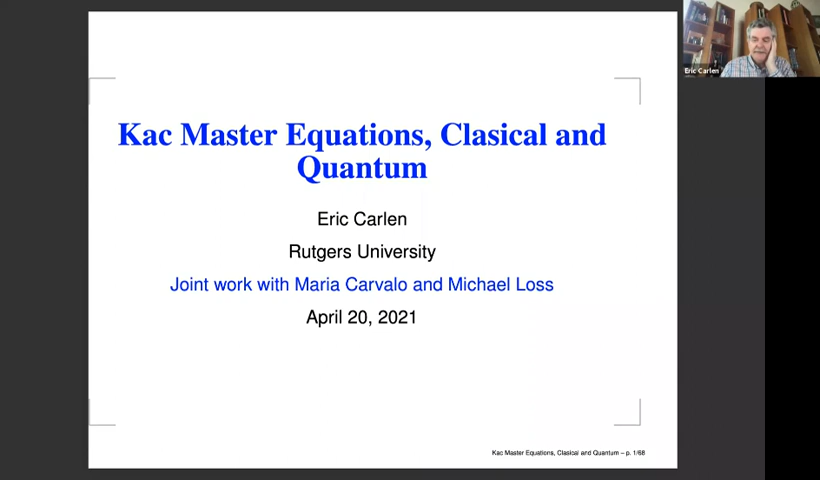 Kac Master Equations, Clasical and
Quantum
Eric Carlen
Rutgers University
Joint work with Maria Carvalo and Michael Loss
April 20, 2021
Kac Master Equations, Clasical and Quantum – p. 1/68
Eric Carlen